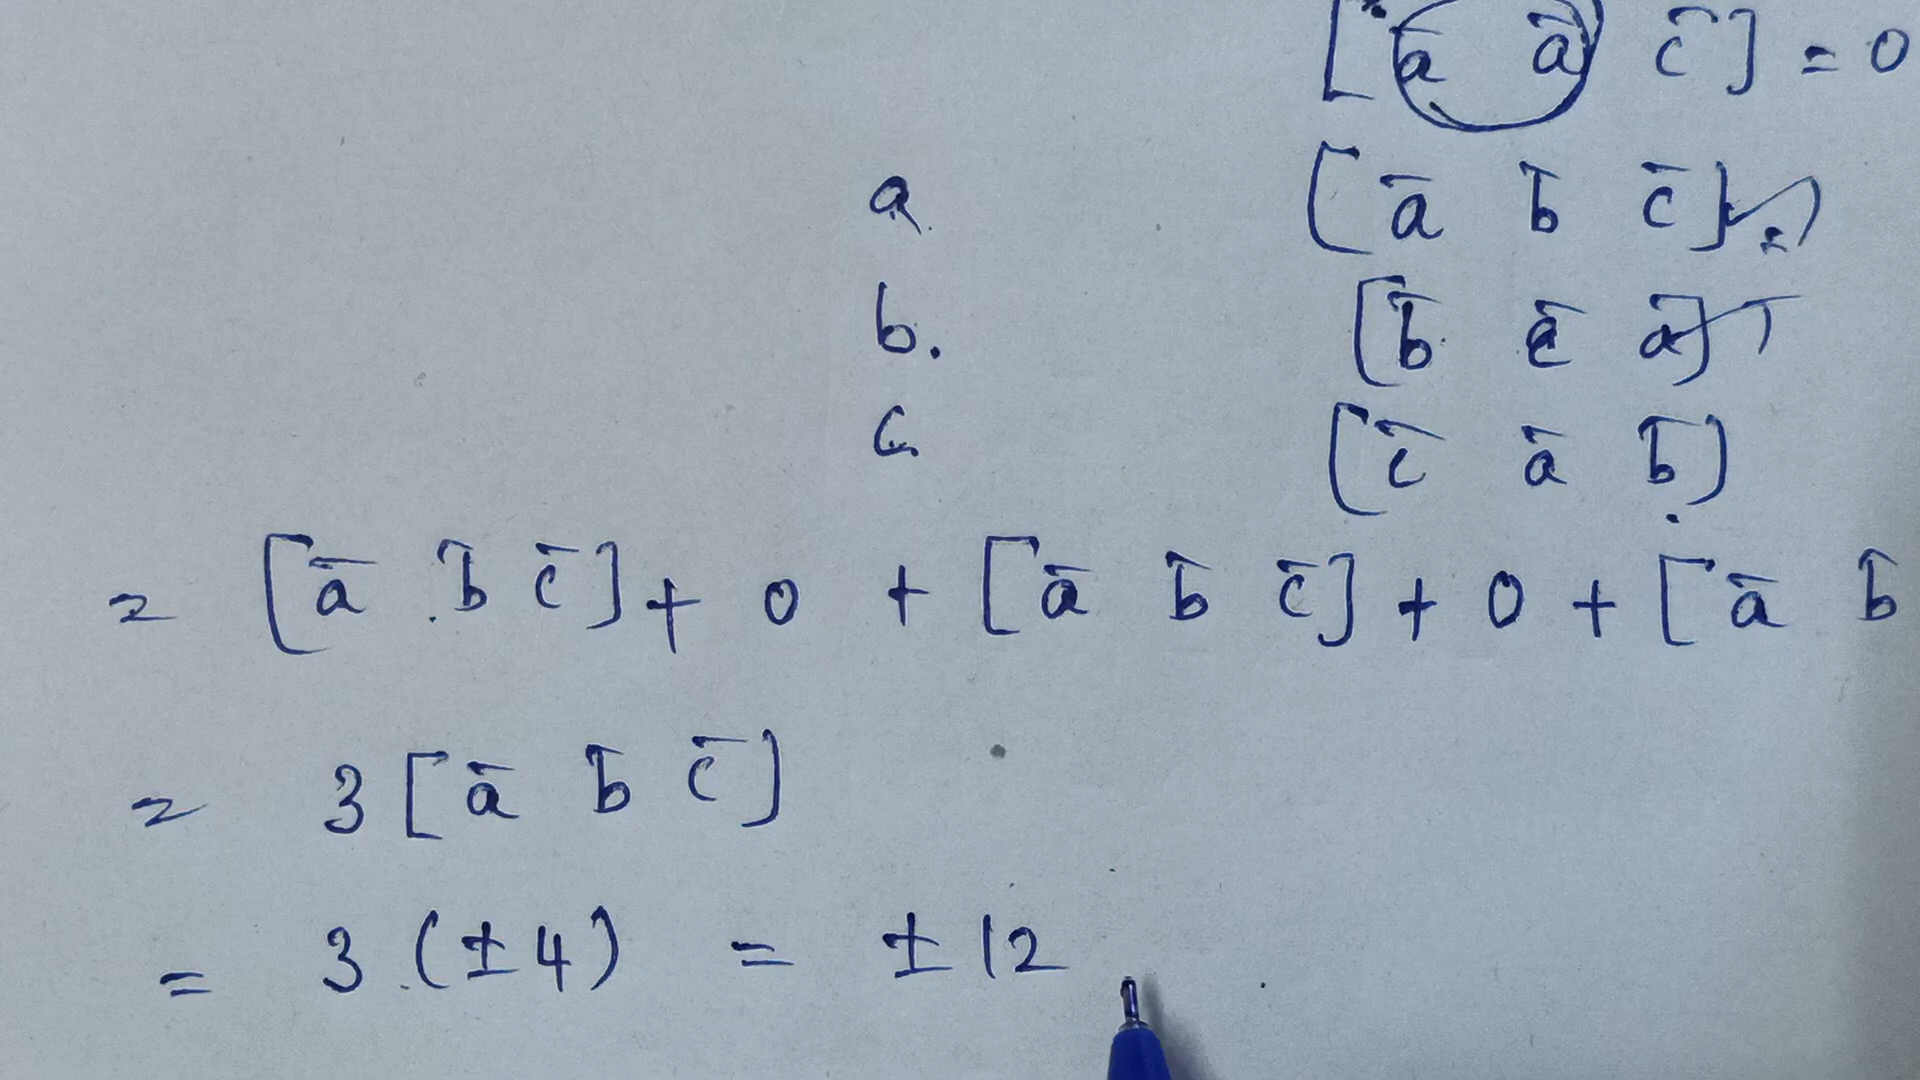 [ā ā c̄] = 0
a [ā b̄ c̄]
b. [b̄ c̄ ā]
c [c̄ ā b̄]
= [ā b̄ c̄] + 0 + [ā b̄ c̄] + 0 + [ā b̄
= 3 [ā b̄ c̄]
= 3 (±4) = ±12